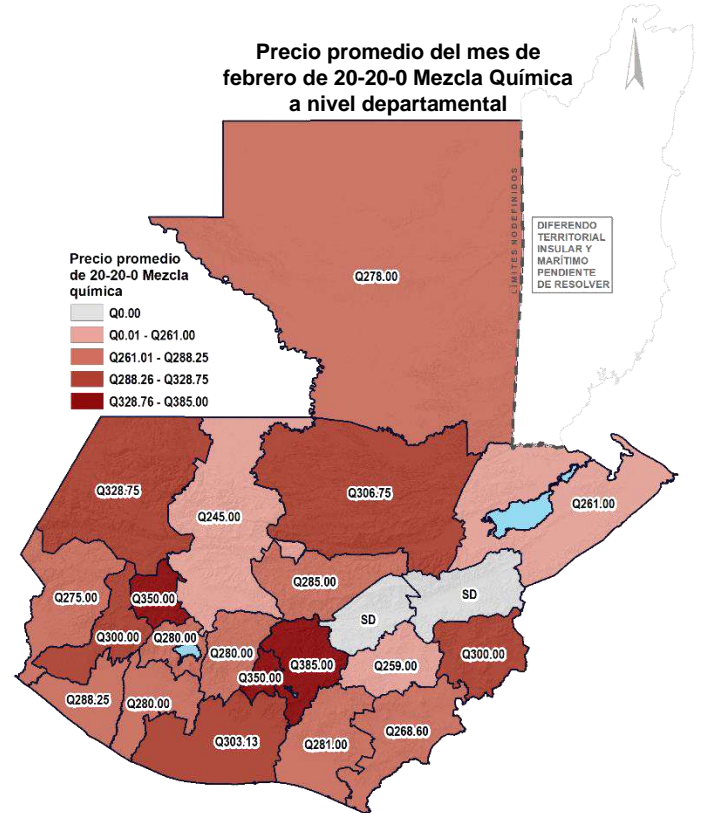 Precio promedio del mes de
febrero de 20-20-0 Mezcla Química
a nivel departamental
N
LÍMITES NO DEFINIDOS
DIFERENDO
TERRITORIAL
INSULAR Y
MARÍTIMO
PENDIENTE
DE RESOLVER
Precio promedio
de 20-20-0 Mezcla
química
Q0.00
Q0.01 - Q261.00
Q261.01 - Q288.25
Q288.26 - Q328.75
Q328.76 - Q385.00
Q278.00
Q328.75
Q245.00
Q306.75
Q261.00
Q275.00
Q350.00
Q285.00
SD
SD
Q300.00
Q280.00
Q280.00
Q350.00
Q385.00
Q259.00
Q300.00
Q288.25
Q280.00
Q303.13
Q281.00
Q268.60